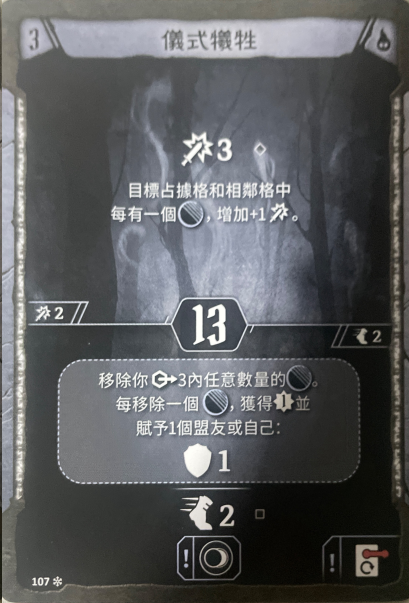 3 儀式犧牲
3
目標占據格和相鄰格中
每有一個，增加+1。
2
13
2
移除你3內任意數量的。
每移除一個，獲得並
賦予1個盟友或自己：
1
2
!
!
107